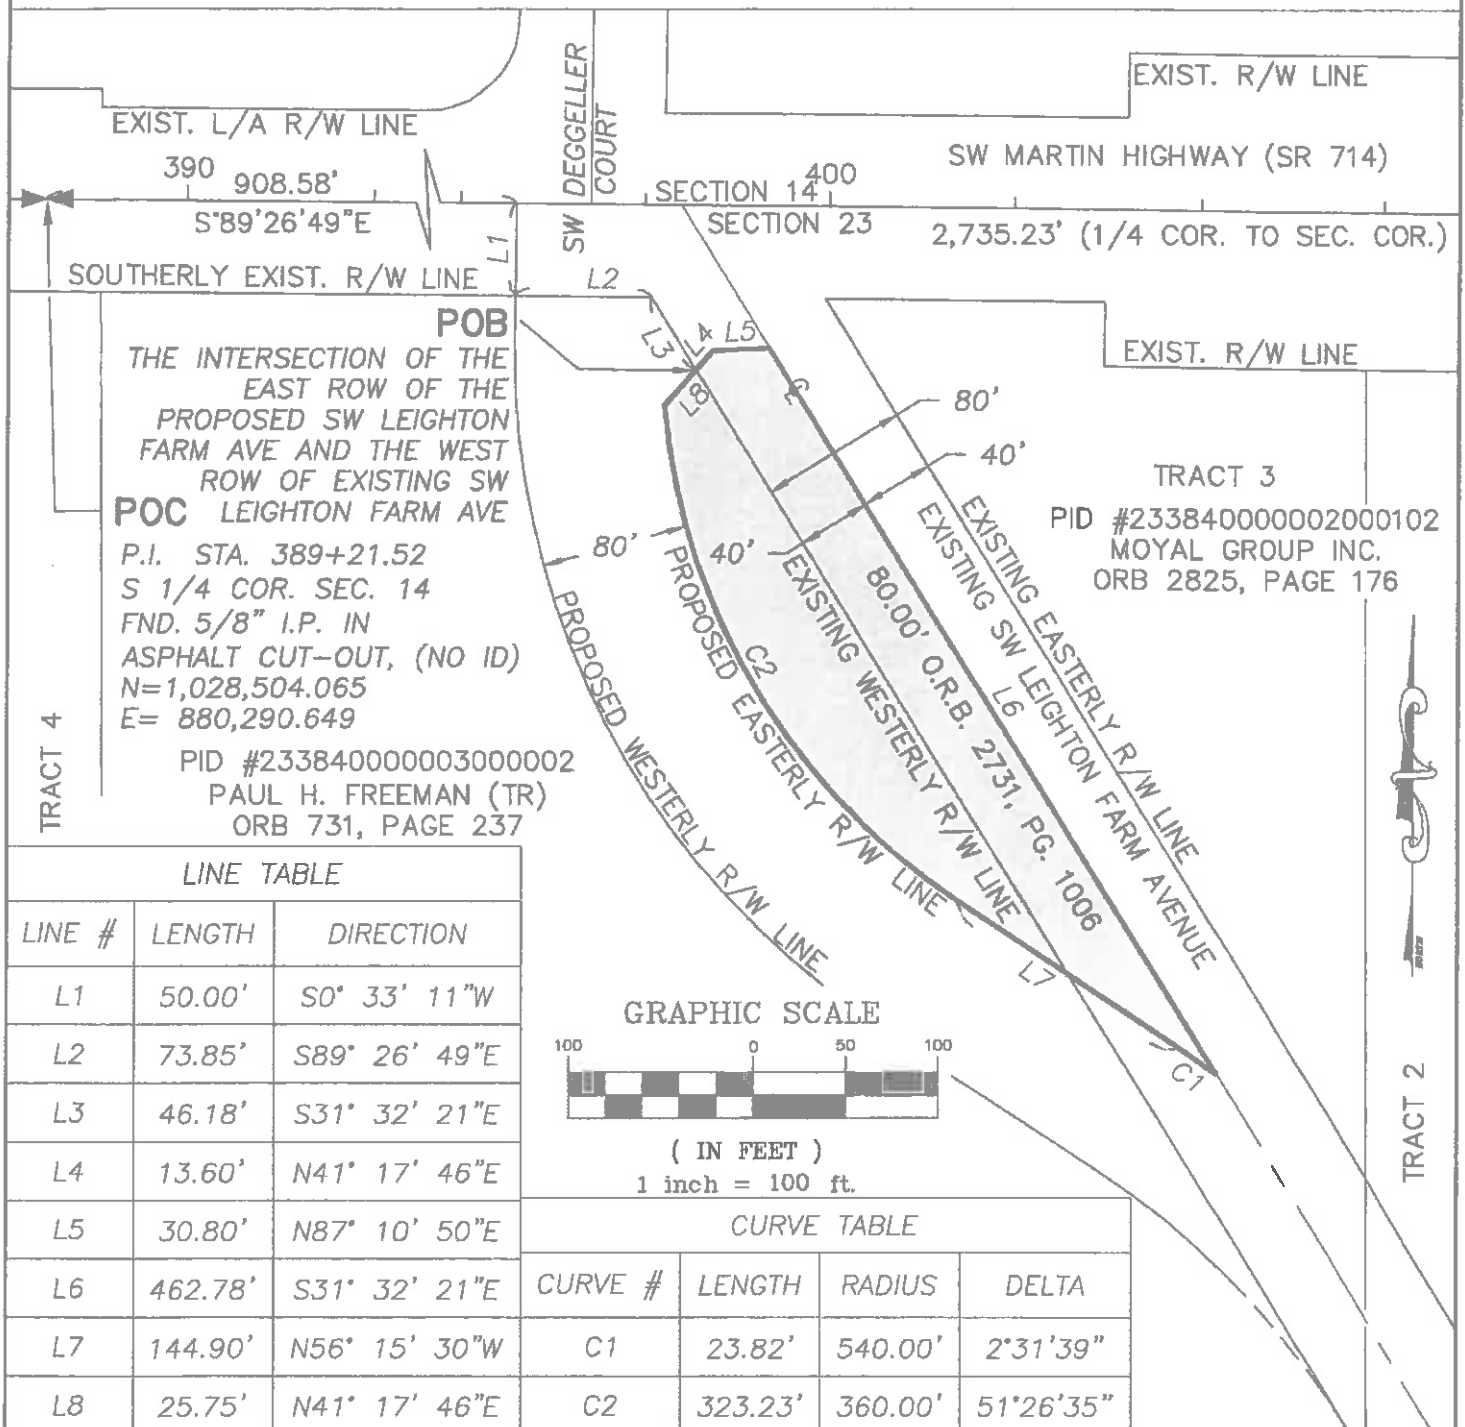 EXIST. R/W LINE
EXIST. L/A R/W LINE
SW DEGGELLER
COURT
SW MARTIN HIGHWAY (SR 714)
390
908.58'
400
SECTION 14
S'89'26'49"E
SECTION 23
2,735.23' (1/4 COR. TO SEC. COR.)
L1
SOUTHERLY EXIST. R/W LINE
L2
POB
L3
L4
L5
EXIST. R/W LINE
THE INTERSECTION OF THE
EAST ROW OF THE
PROPOSED SW LEIGHTON
FARM AVE AND THE WEST
ROW OF EXISTING SW
LEIGHTON FARM AVE
L8
80'
40'
POC
P.I. STA. 389+21.52
S 1/4 COR. SEC. 14
FND. 5/8" I.P. IN
ASPHALT CUT-OUT, (NO ID)
N=1,028,504.065
E= 880,290.649
TRACT 3
PID #233840000002000102
MOYAL GROUP INC.
ORB 2825, PAGE 176
80'
40'
PROPOSED WESTERLY R/W LINE
PROPOSED EASTERLY R/W LINE
C2
EXISTING WESTERLY R/W LINE
80.00' O.R.B. 2731, PG. 1006
L6
EXISTING SW LEIGHTON FARM AVENUE
EXISTING EASTERLY R/W LINE
TRACT 4
PID #233840000003000002
PAUL H. FREEMAN (TR)
ORB 731, PAGE 237
L7
C1
TRACT 2
NORTH
LINE TABLE
LINE # LENGTH DIRECTION
L1 50.00' S0° 33' 11"W
L2 73.85' S89° 26' 49"E
L3 46.18' S31° 32' 21"E
L4 13.60' N41° 17' 46"E
L5 30.80' N87° 10' 50"E
L6 462.78' S31° 32' 21"E
L7 144.90' N56° 15' 30"W
L8 25.75' N41° 17' 46"E
GRAPHIC SCALE
100 0 50 100
( IN FEET )
1 inch = 100 ft.
CURVE TABLE
CURVE # LENGTH RADIUS DELTA
C1 23.82' 540.00' 2°31'39"
C2 323.23' 360.00' 51°26'35"